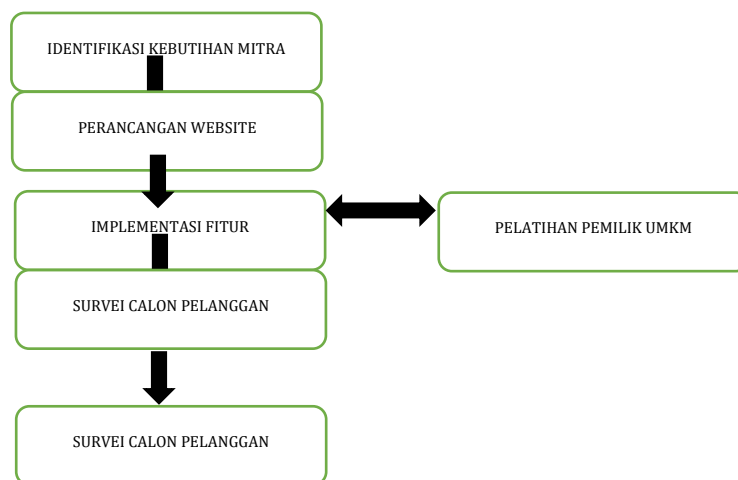 IDENTIFIKASI KEBUTIHAN MITRA
PERANCANGAN WEBSITE
IMPLEMENTASI FITUR
PELATIHAN PEMILIK UMKM
SURVEI CALON PELANGGAN
SURVEI CALON PELANGGAN